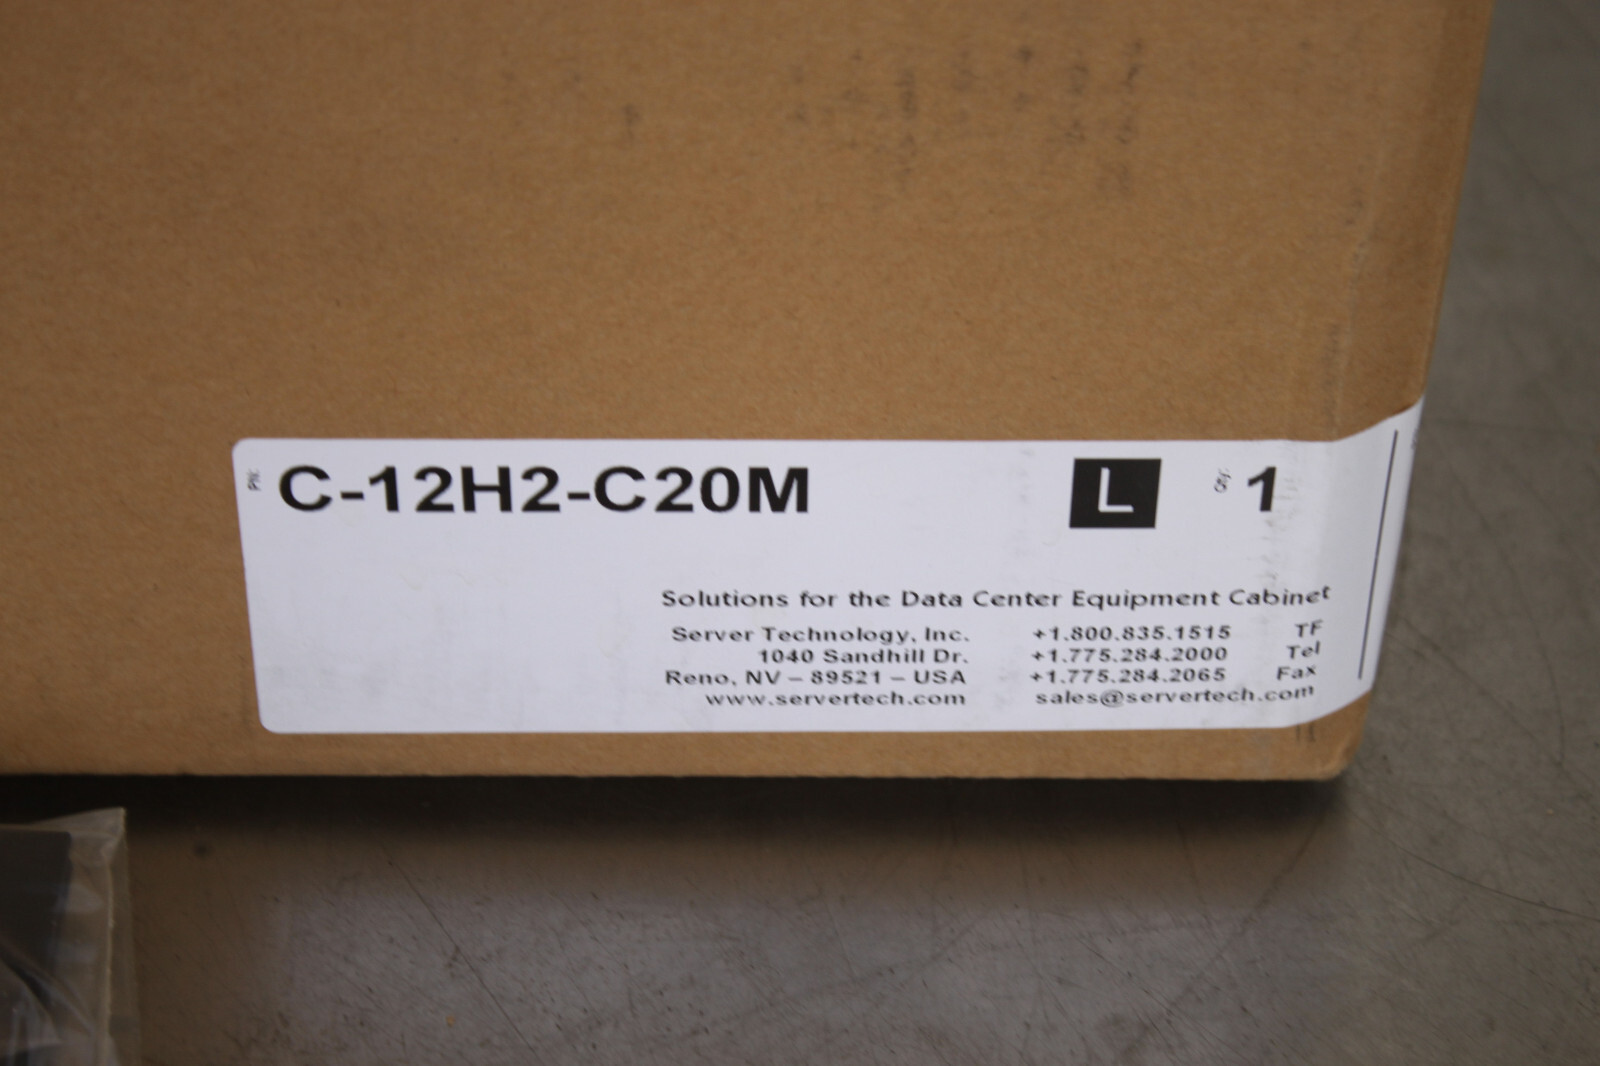 P/N: C-12H2-C20M L Qty: 1
Solutions for the Data Center Equipment Cabinet
Server Technology, Inc. +1.800.835.1515 TF
1040 Sandhill Dr. +1.775.284.2000 Tel
Reno, NV – 89521 – USA +1.775.284.2065 Fax
www.servertech.com sales@servertech.com